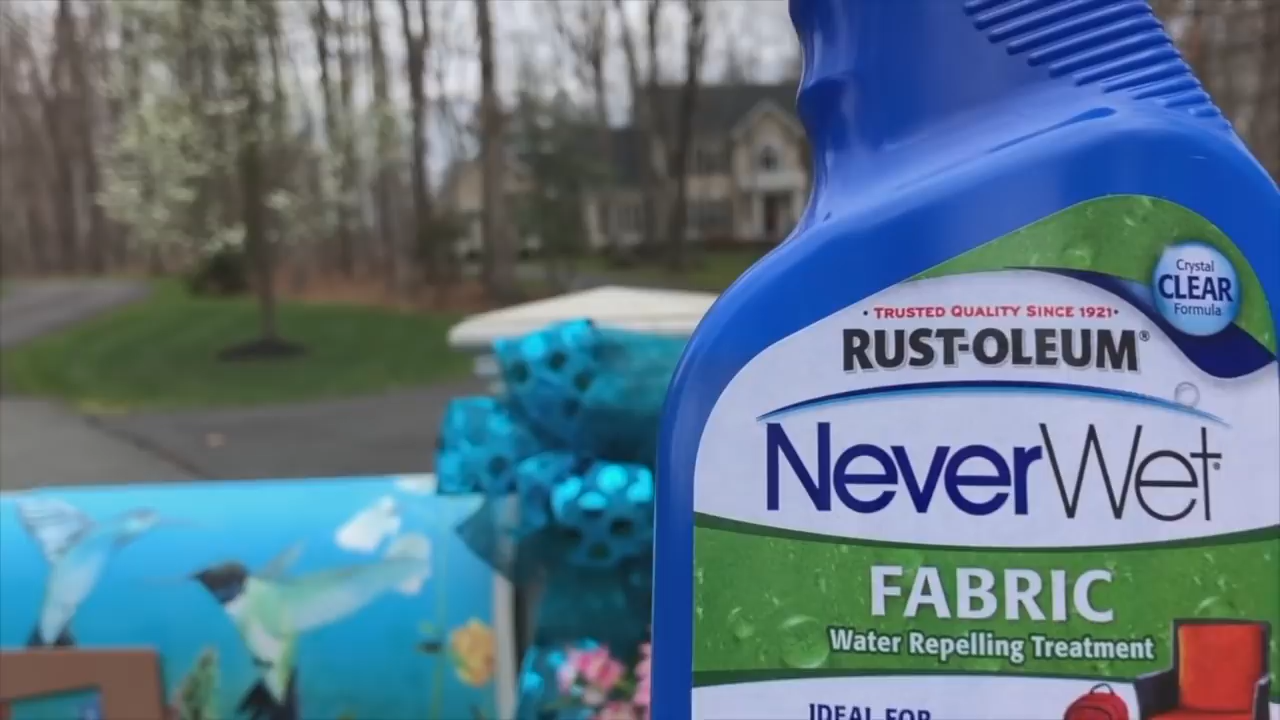 Crystal
CLEAR
Formula
• TRUSTED QUALITY SINCE 1921•
RUST-OLEUM®
NeverWet®
FABRIC
Water Repelling Treatment
IDEAL FOR